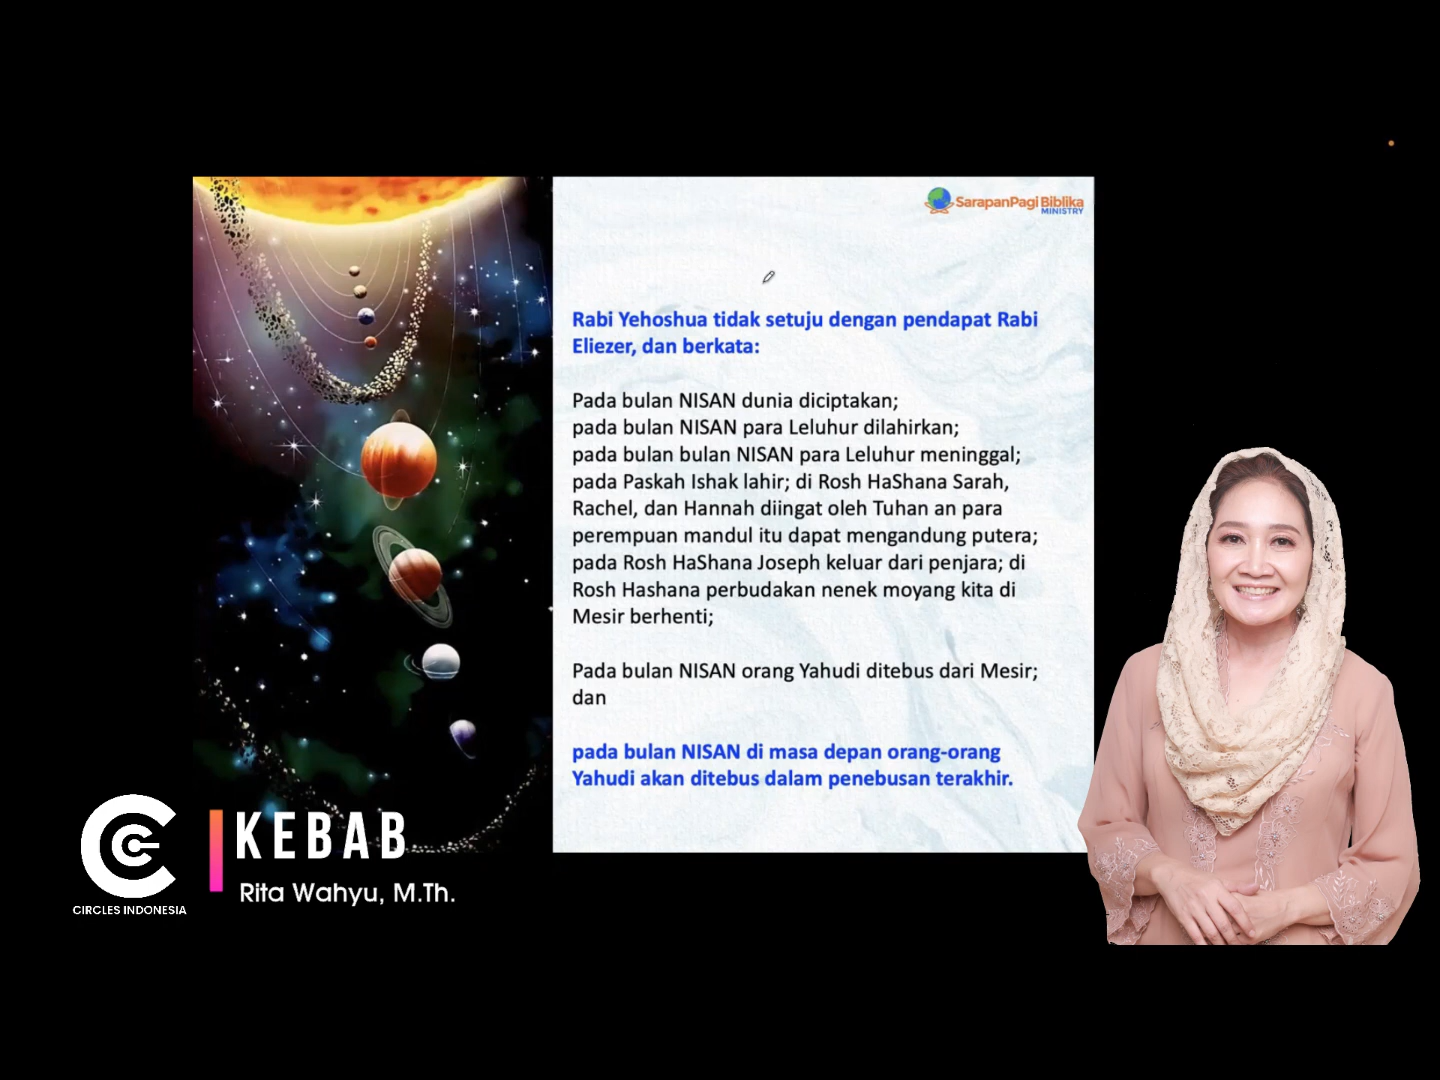 SarapanPagi Biblika
MINISTRY
Rabi Yehoshua tidak setuju dengan pendapat Rabi
Eliezer, dan berkata:
Pada bulan NISAN dunia diciptakan;
pada bulan NISAN para Leluhur dilahirkan;
pada bulan bulan NISAN para Leluhur meninggal;
pada Paskah Ishak lahir; di Rosh HaShana Sarah,
Rachel, dan Hannah diingat oleh Tuhan an para
perempuan mandul itu dapat mengandung putera;
pada Rosh HaShana Joseph keluar dari penjara; di
Rosh Hashana perbudakan nenek moyang kita di
Mesir berhenti;
Pada bulan NISAN orang Yahudi ditebus dari Mesir;
dan
pada bulan NISAN di masa depan orang-orang
Yahudi akan ditebus dalam penebusan terakhir.
KEBAB
Rita Wahyu, M.Th.
CIRCLES INDONESIA